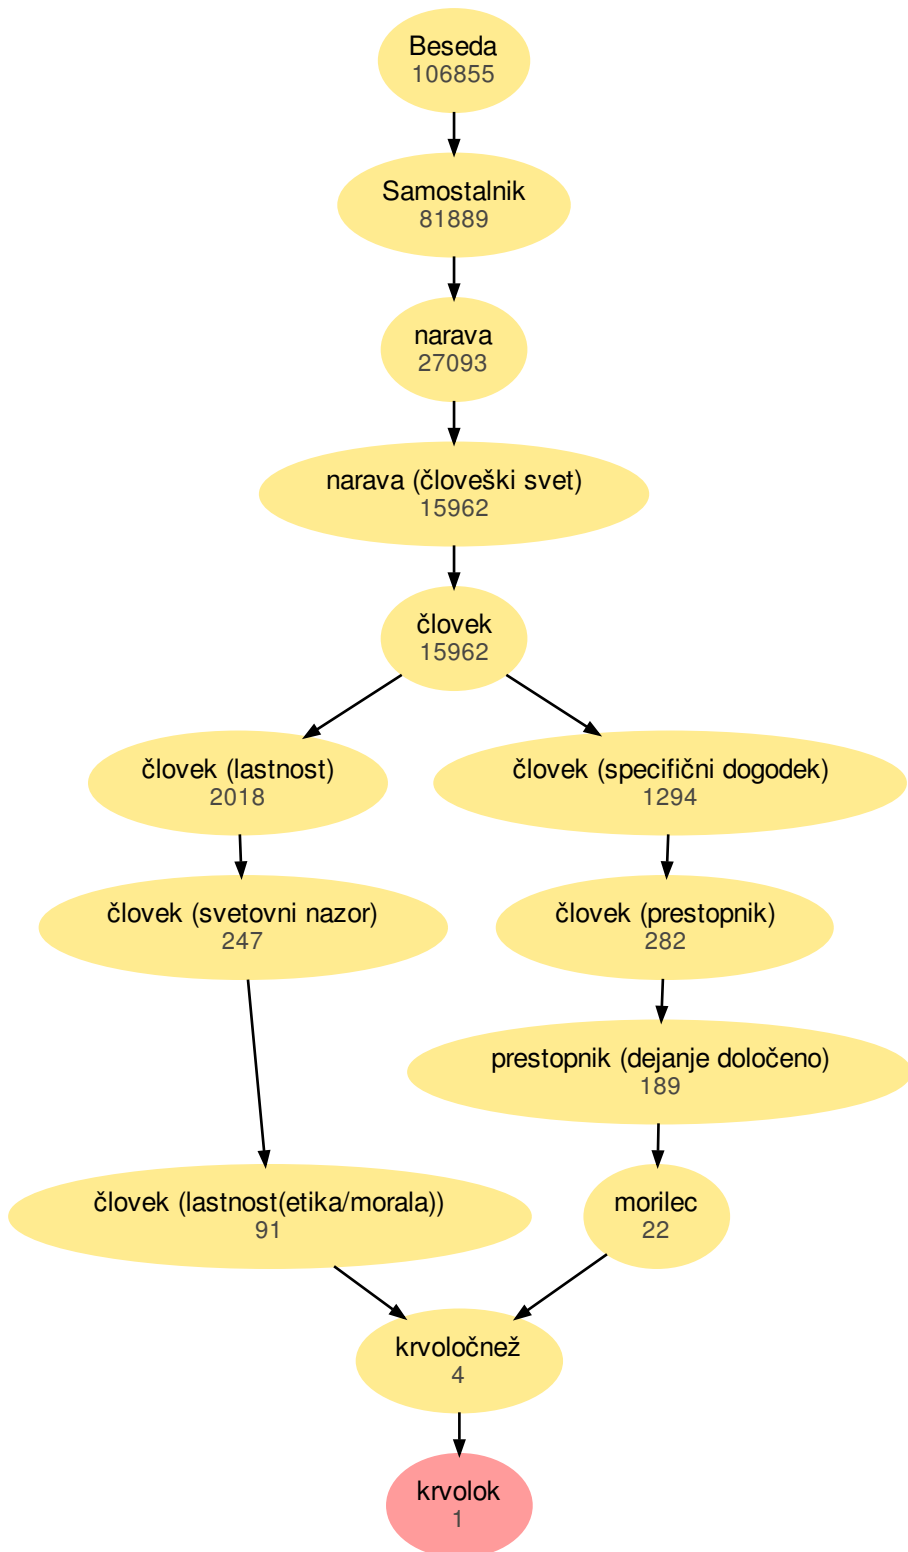 Beseda
106855
Samostalnik
81889
narava
27093
narava (človeški svet)
15962
človek
15962
človek (lastnost)
2018
človek (specifični dogodek)
1294
človek (svetovni nazor)
247
človek (prestopnik)
282
prestopnik (dejanje določeno)
189
človek (lastnost(etika/morala))
91
morilec
22
krvoločnež
4
krvolok
1